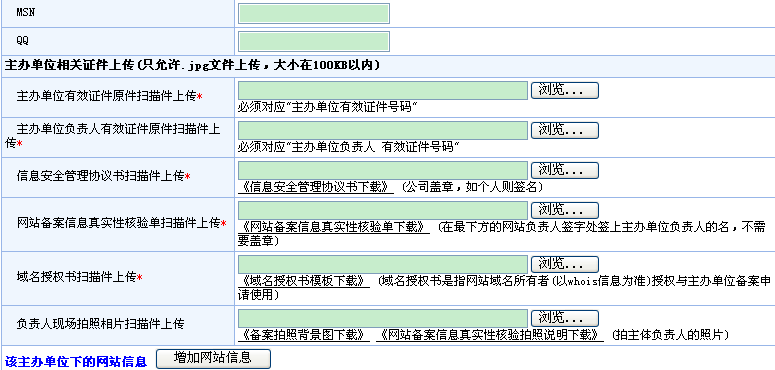 MSN
QQ
主办单位相关证件上传(只允许.jpg文件上传，大小在100KB以内)
主办单位有效证件原件扫描件上传*
浏览...
必须对应"主办单位有效证件号码"
主办单位负责人有效证件原件扫描件上
传*
浏览...
必须对应"主办单位负责人 有效证件号码"
信息安全管理协议书扫描件上传*
浏览...
《信息安全管理协议书下载》 (公司盖章，如个人则签名)
网站备案信息真实性核验单扫描件上传*
浏览...
《网站备案信息真实性核验单下载》 (在最下方的网站负责人签字处签上主办单位负责人的名，不需
要盖章)
域名授权书扫描件上传*
浏览...
《域名授权书模板下载》 (域名授权书是指网站域名所有者(以whois信息为准)授权与主办单位备案申
请使用)
负责人现场拍照相片扫描件上传
浏览...
《备案拍照背景图下载》 《网站备案信息真实性核验拍照说明下载》 (拍主体负责人的照片)
该主办单位下的网站信息 增加网站信息